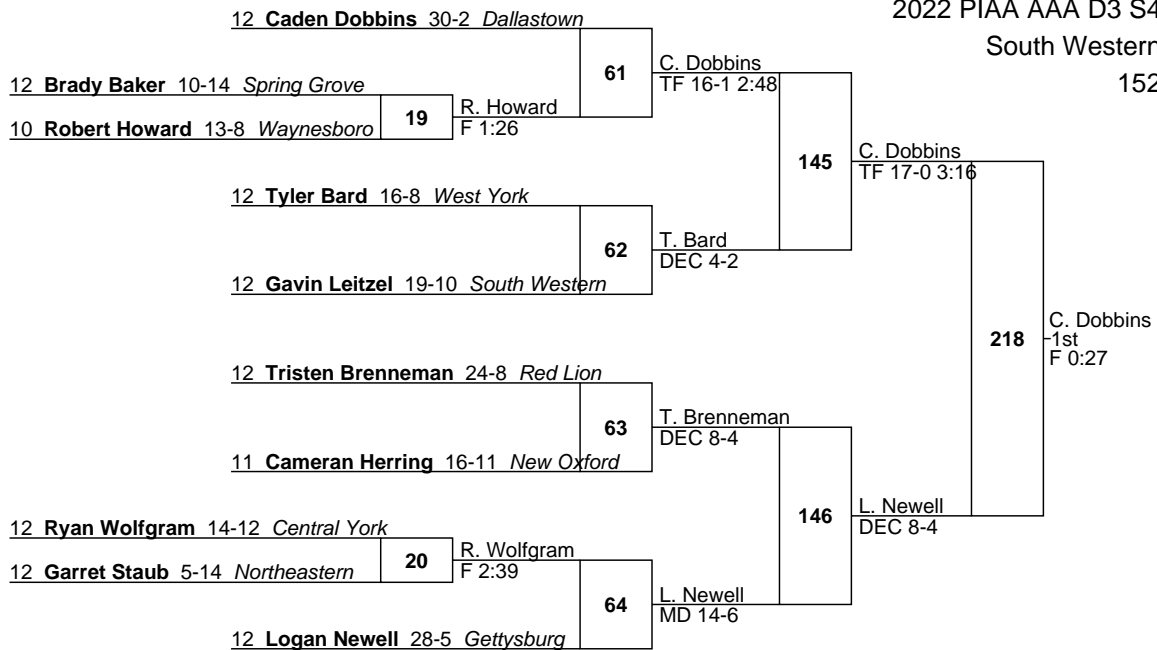 2022 PIAA AAA D3 S4
South Western
152
12 Caden Dobbins 30-2 Dallastown
61
C. Dobbins
TF 16-1 2:48
12 Brady Baker 10-14 Spring Grove
19
R. Howard
F 1:26
10 Robert Howard 13-8 Waynesboro
145
C. Dobbins
TF 17-0 3:16
12 Tyler Bard 16-8 West York
62
T. Bard
DEC 4-2
12 Gavin Leitzel 19-10 South Western
218
C. Dobbins
1st
F 0:27
12 Tristen Brenneman 24-8 Red Lion
63
T. Brenneman
DEC 8-4
11 Cameran Herring 16-11 New Oxford
146
L. Newell
DEC 8-4
12 Ryan Wolfgram 14-12 Central York
20
R. Wolfgram
F 2:39
12 Garret Staub 5-14 Northeastern
64
L. Newell
MD 14-6
12 Logan Newell 28-5 Gettysburg